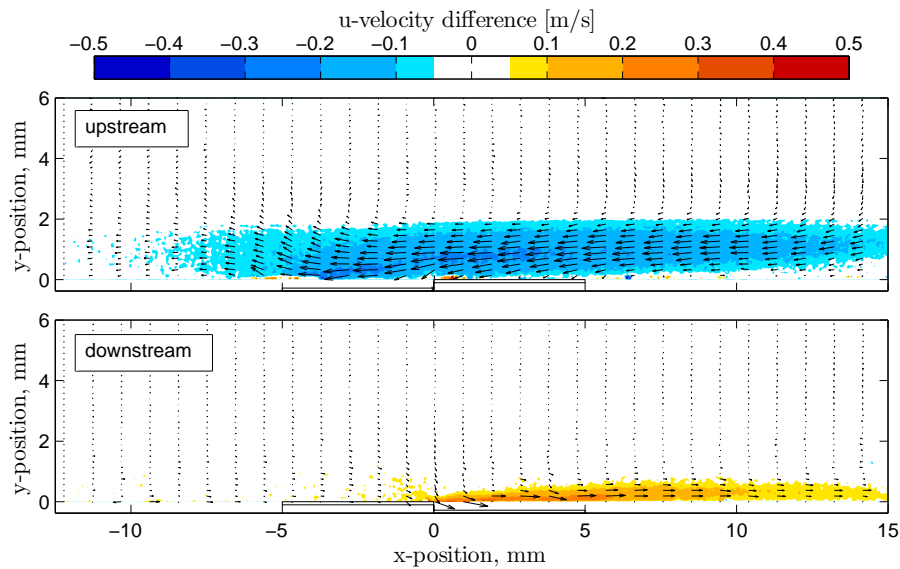 u-velocity difference [m/s]
−0.5 −0.4 −0.3 −0.2 −0.1 0 0.1 0.2 0.3 0.4 0.5
6
upstream
4
y-position, mm
2
0
6
downstream
4
y-position, mm
2
0
−10 −5 0 5 10 15
x-position, mm